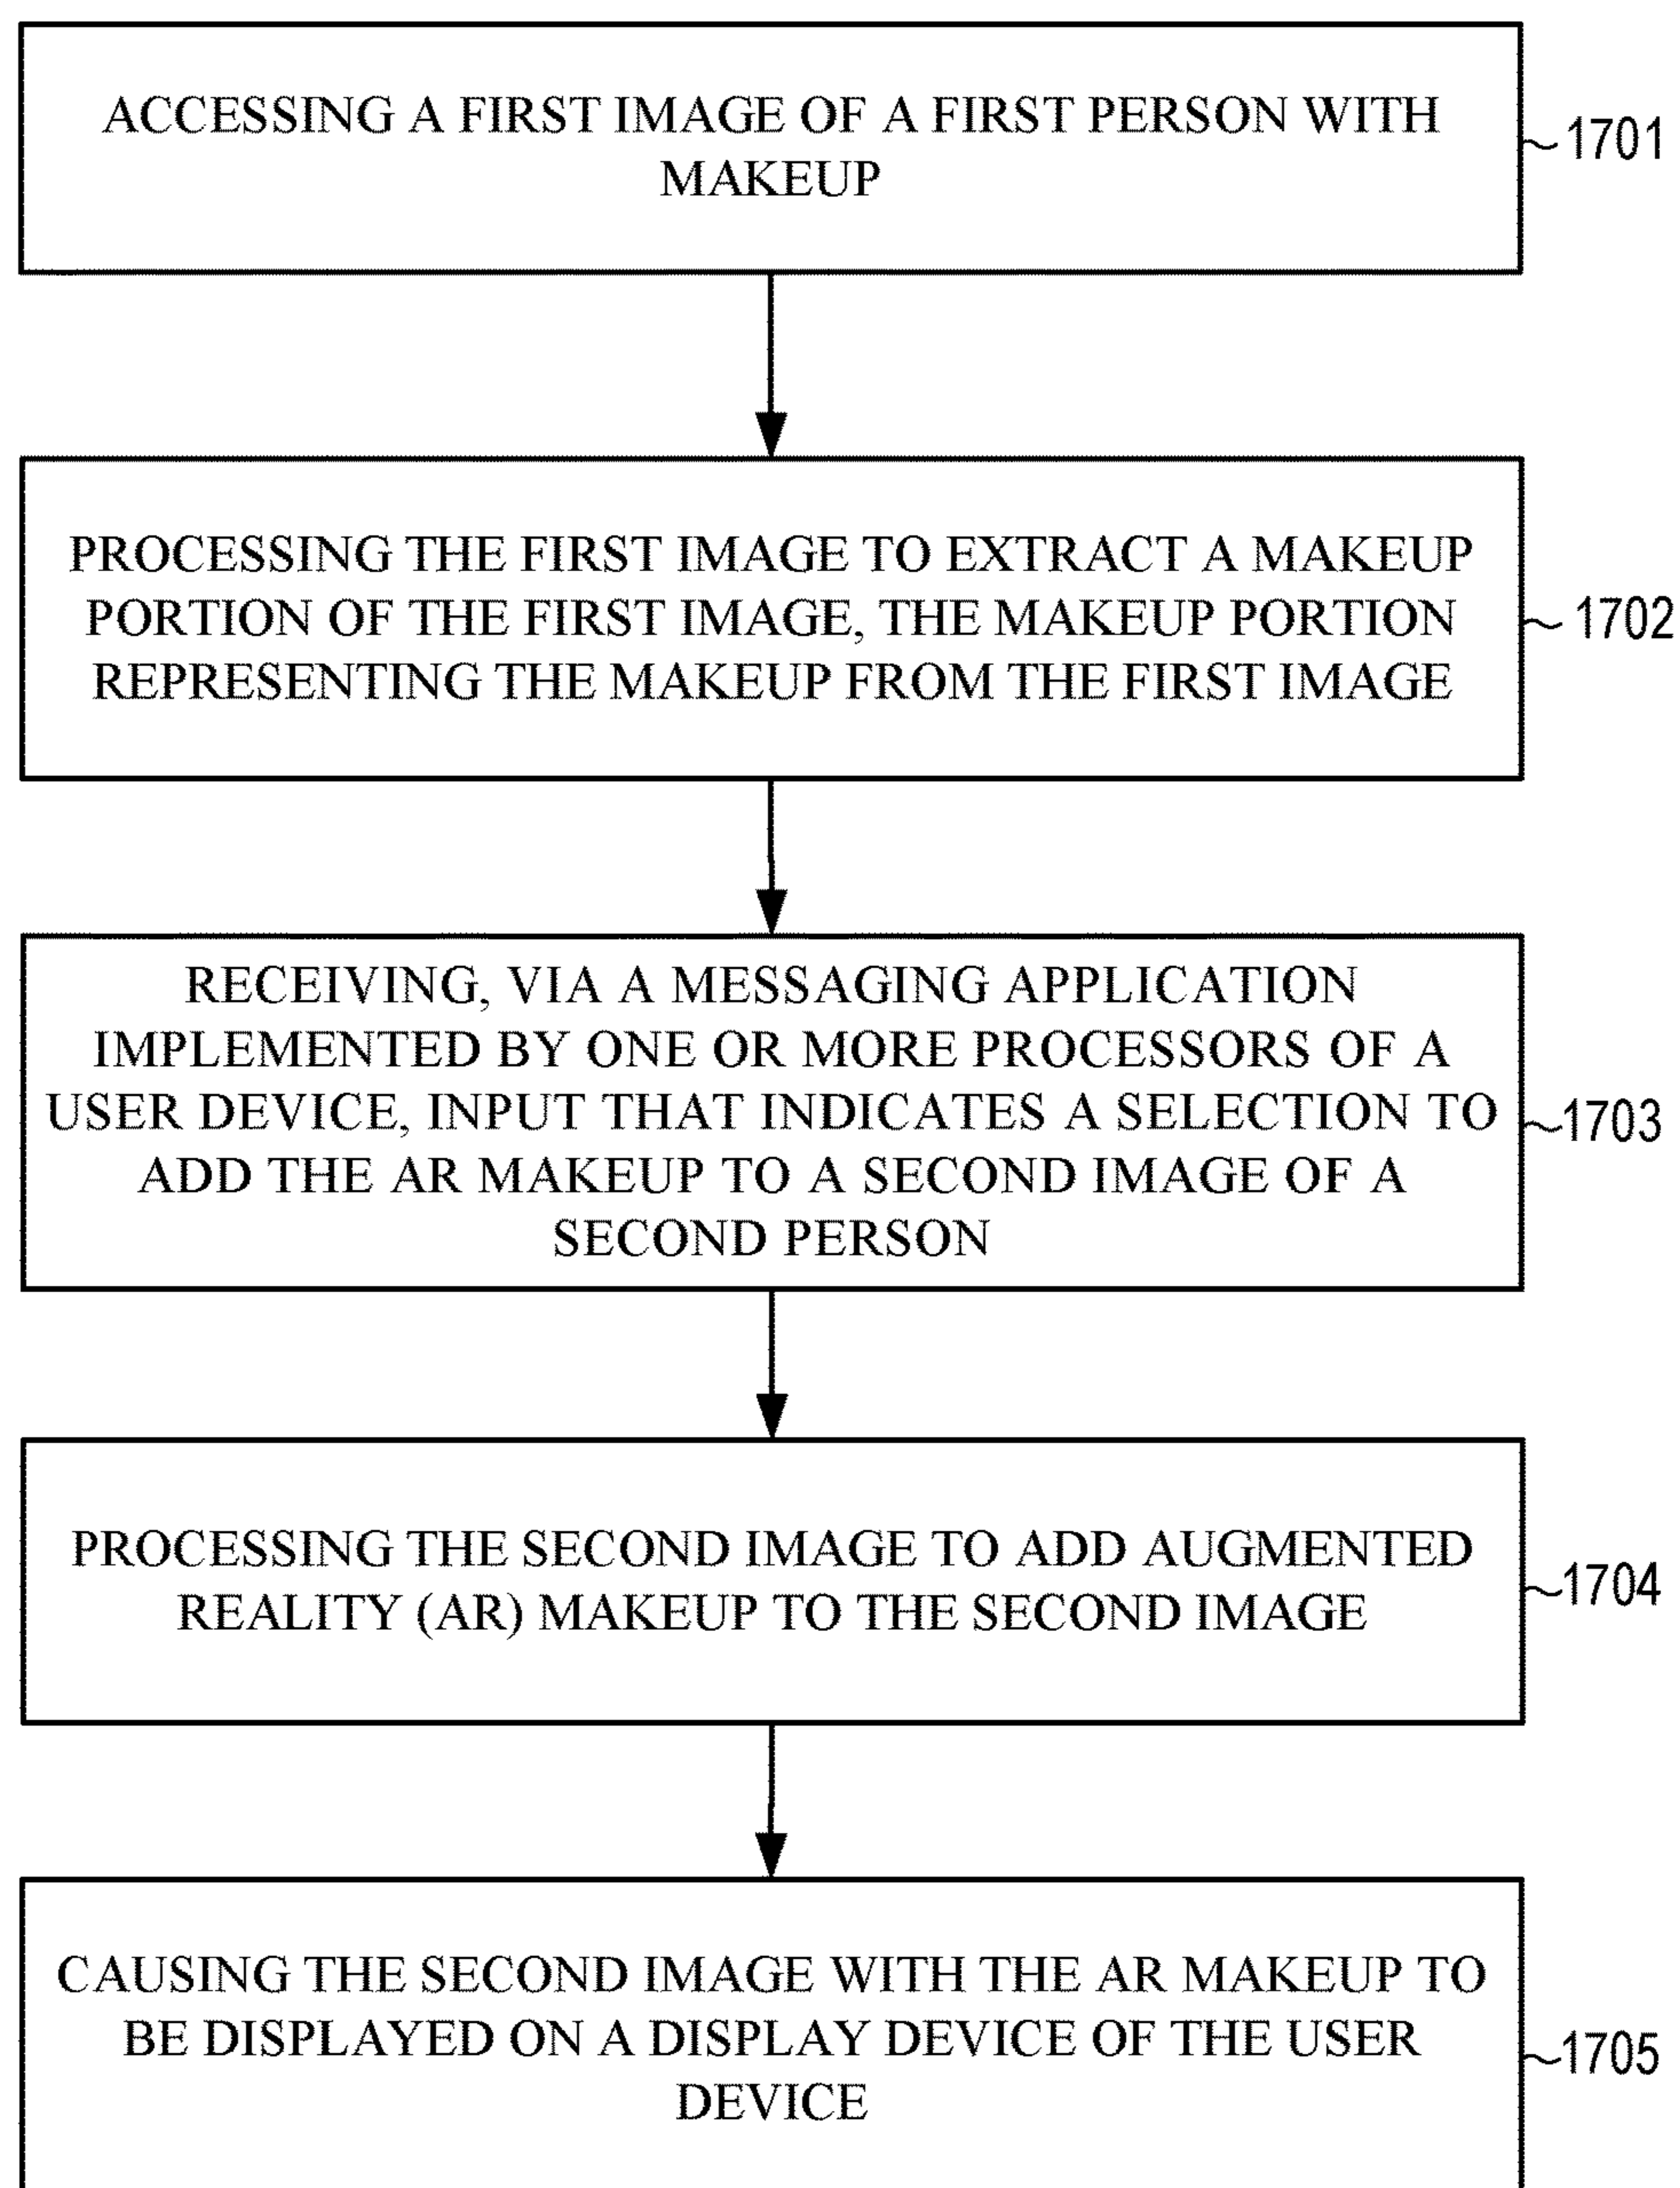 ACCESSING A FIRST IMAGE OF A FIRST PERSON WITH
MAKEUP
1701
PROCESSING THE FIRST IMAGE TO EXTRACT A MAKEUP
PORTION OF THE FIRST IMAGE, THE MAKEUP PORTION
REPRESENTING THE MAKEUP FROM THE FIRST IMAGE
1702
RECEIVING, VIA A MESSAGING APPLICATION
IMPLEMENTED BY ONE OR MORE PROCESSORS OF A
USER DEVICE, INPUT THAT INDICATES A SELECTION TO
ADD THE AR MAKEUP TO A SECOND IMAGE OF A
SECOND PERSON
1703
PROCESSING THE SECOND IMAGE TO ADD AUGMENTED
REALITY (AR) MAKEUP TO THE SECOND IMAGE
1704
CAUSING THE SECOND IMAGE WITH THE AR MAKEUP TO
BE DISPLAYED ON A DISPLAY DEVICE OF THE USER
DEVICE
1705